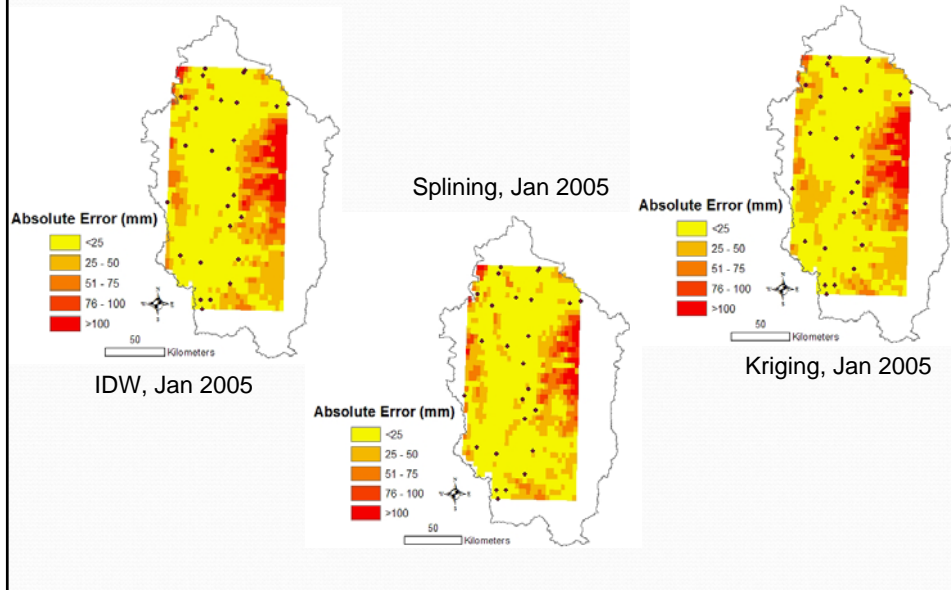 Absolute Error (mm)
<25
25 - 50
51 - 75
76 - 100
>100
N
W
E
S
50
Kilometers
IDW, Jan 2005
Splining, Jan 2005
Absolute Error (mm)
<25
25 - 50
51 - 75
76 - 100
>100
N
W
E
S
50
Kilometers
Absolute Error (mm)
<25
25 - 50
51 - 75
76 - 100
>100
N
W
E
S
50
Kilometers
Kriging, Jan 2005